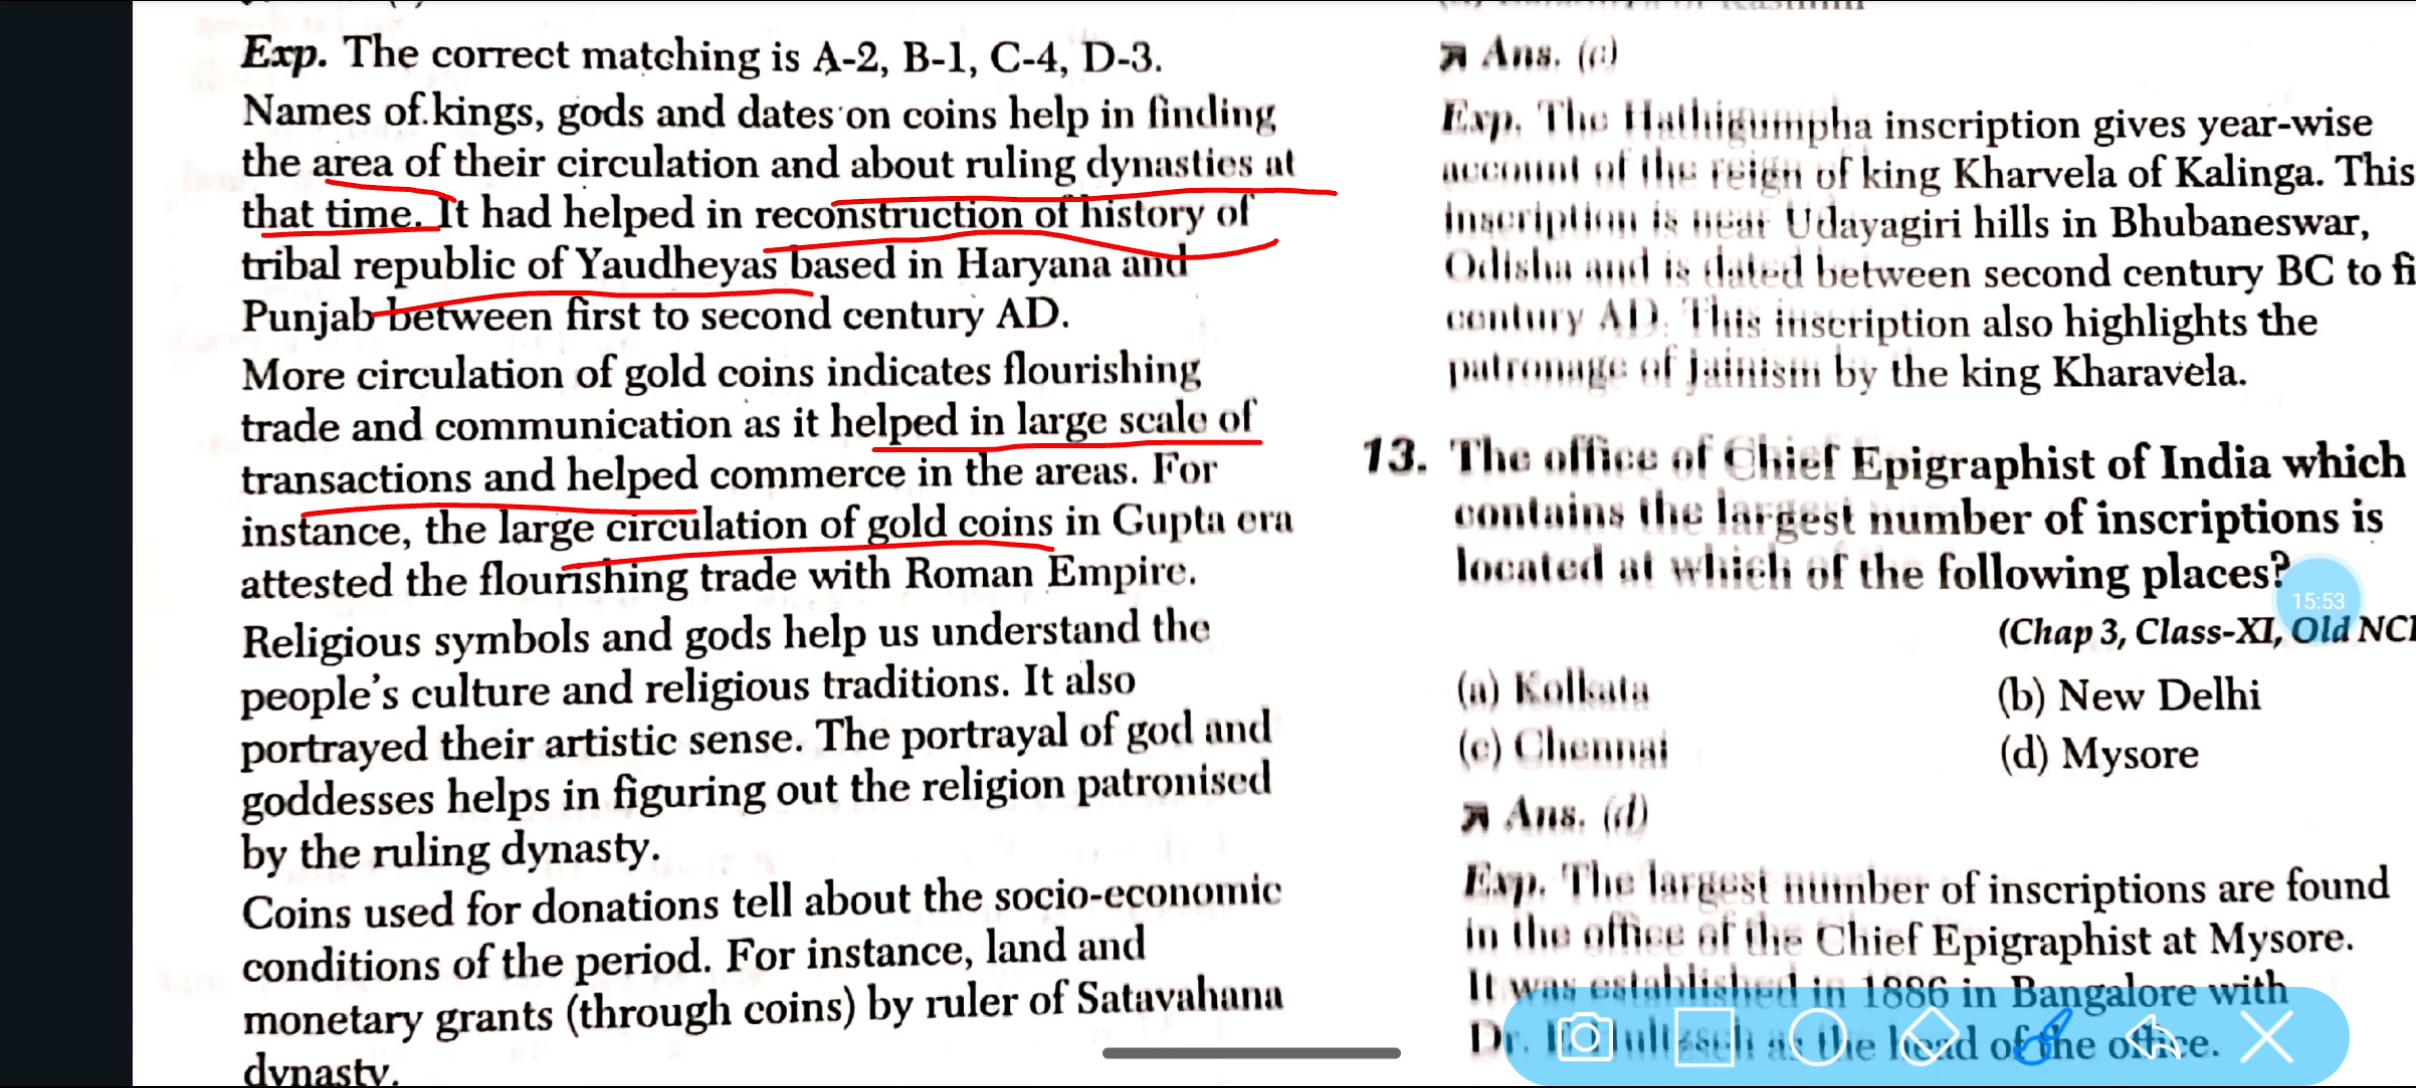 Exp. The correct matching is A-2, B-1, C-4, D-3.
Names of kings, gods and dates on coins help in finding
the area of their circulation and about ruling dynasties at
that time. It had helped in reconstruction of history of
tribal republic of Yaudheyas based in Haryana and
Punjab between first to second century AD.
More circulation of gold coins indicates flourishing
trade and communication as it helped in large scale of
transactions and helped commerce in the areas. For
instance, the large circulation of gold coins in Gupta era
attested the flourishing trade with Roman Empire.
Religious symbols and gods help us understand the
people's culture and religious traditions. It also
portrayed their artistic sense. The portrayal of god and
goddesses helps in figuring out the religion patronised
by the ruling dynasty.
Coins used for donations tell about the socio-economic
conditions of the period. For instance, land and
monetary grants (through coins) by ruler of Satavahana
dynasty.
Ans. (c)
Exp. The Hathigumpha inscription gives year-wise
account of the reign of king Kharvela of Kalinga. This
inscription is near Udayagiri hills in Bhubaneswar,
Odisha and is dated between second century BC to fi
century AD. This inscription also highlights the
patronage of Jainism by the king Kharavela.
13. The office of Chief Epigraphist of India which
contains the largest number of inscriptions is
located at which of the following places?
15:53
(Chap 3, Class-XI, Old NCE
(a) Kolkata (b) New Delhi
(c) Chennai (d) Mysore
Ans. (d)
Exp. The largest number of inscriptions are found
in the office of the Chief Epigraphist at Mysore.
It was established in 1886 in Bangalore with
Dr. Hultzsch as the head of the office.